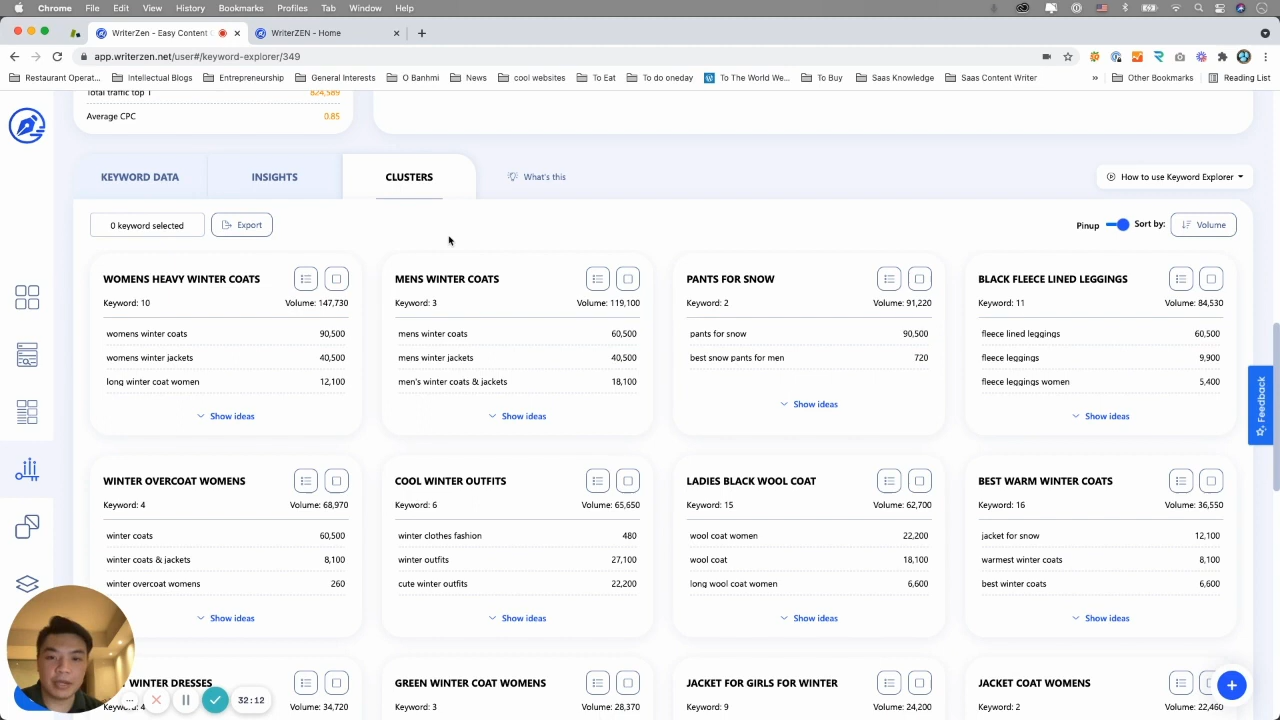 Chrome File Edit View History Bookmarks Profiles Tab Window Help
WriterZen - Easy Content
WriterZEN - Home
app.writerzen.net/user#/keyword-explorer/349
Restaurant Operat... Intellectual Blogs Entrepreneurship General Interests O Banhmi News cool websites To Eat To do oneday To The World We... To Buy Saas Knowledge Saas Content Writer » Other Bookmarks Reading List
Total traffic top 1 824,589
Average CPC 0.85
KEYWORD DATA INSIGHTS CLUSTERS What's this How to use Keyword Explorer
0 keyword selected Export Pinup Sort by: Volume
WOMENS HEAVY WINTER COATS
Keyword: 10 Volume: 147,730
womens winter coats 90,500
womens winter jackets 40,500
long winter coat women 12,100
Show ideas
MENS WINTER COATS
Keyword: 3 Volume: 119,100
mens winter coats 60,500
mens winter jackets 40,500
men's winter coats & jackets 18,100
Show ideas
PANTS FOR SNOW
Keyword: 2 Volume: 91,220
pants for snow 90,500
best snow pants for men 720
Show ideas
BLACK FLEECE LINED LEGGINGS
Keyword: 11 Volume: 84,530
fleece lined leggings 60,500
fleece leggings 9,900
fleece leggings women 5,400
Show ideas
Feedback
WINTER OVERCOAT WOMENS
Keyword: 4 Volume: 68,970
winter coats 60,500
winter coats & jackets 8,100
winter overcoat womens 260
Show ideas
COOL WINTER OUTFITS
Keyword: 6 Volume: 65,650
winter clothes fashion 480
winter outfits 27,100
cute winter outfits 22,200
Show ideas
LADIES BLACK WOOL COAT
Keyword: 15 Volume: 62,700
wool coat women 22,200
wool coat 18,100
long wool coat women 6,600
Show ideas
BEST WARM WINTER COATS
Keyword: 16 Volume: 36,550
jacket for snow 12,100
warmest winter coats 8,100
best winter coats 6,600
Show ideas
WINTER DRESSES
Volume: 34,720
GREEN WINTER COAT WOMENS
Keyword: 3 Volume: 28,370
JACKET FOR GIRLS FOR WINTER
Keyword: 9 Volume: 24,200
JACKET COAT WOMENS
Keyword: 2 Volume: 22,460
32:12